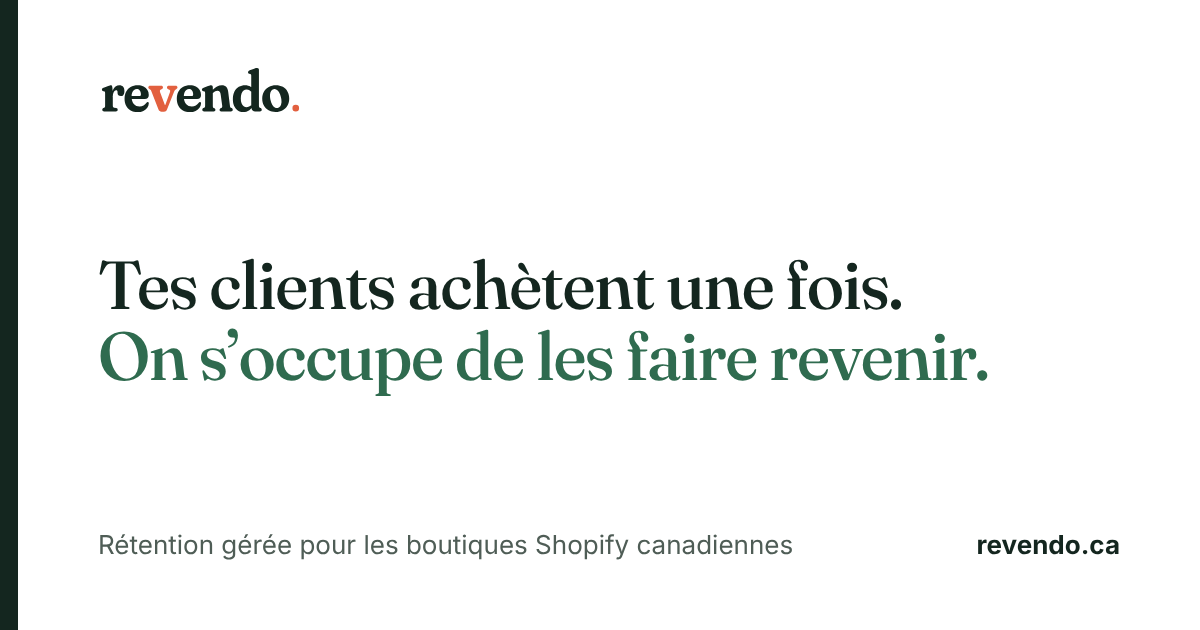 revendo.
Tes clients achètent une fois.
On s’occupe de les faire revenir.
Rétention gérée pour les boutiques Shopify canadiennes
revendo.ca